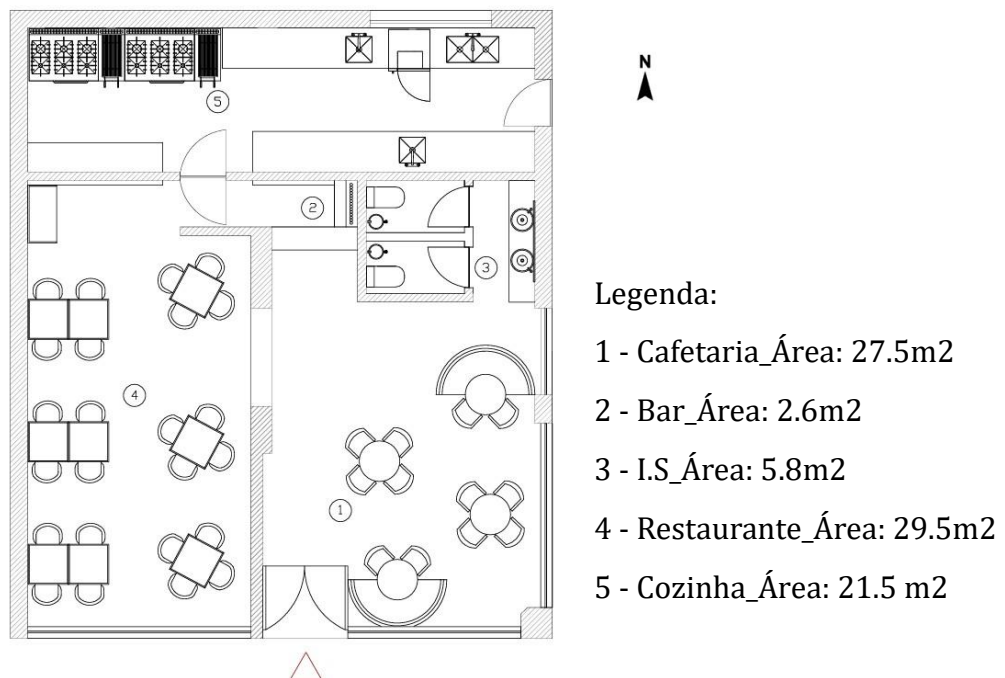 N
5
2
3
4
1
Legenda:
1 - Cafetaria_Área: 27.5m2
2 - Bar_Área: 2.6m2
3 - I.S_Área: 5.8m2
4 - Restaurante_Área: 29.5m2
5 - Cozinha_Área: 21.5 m2